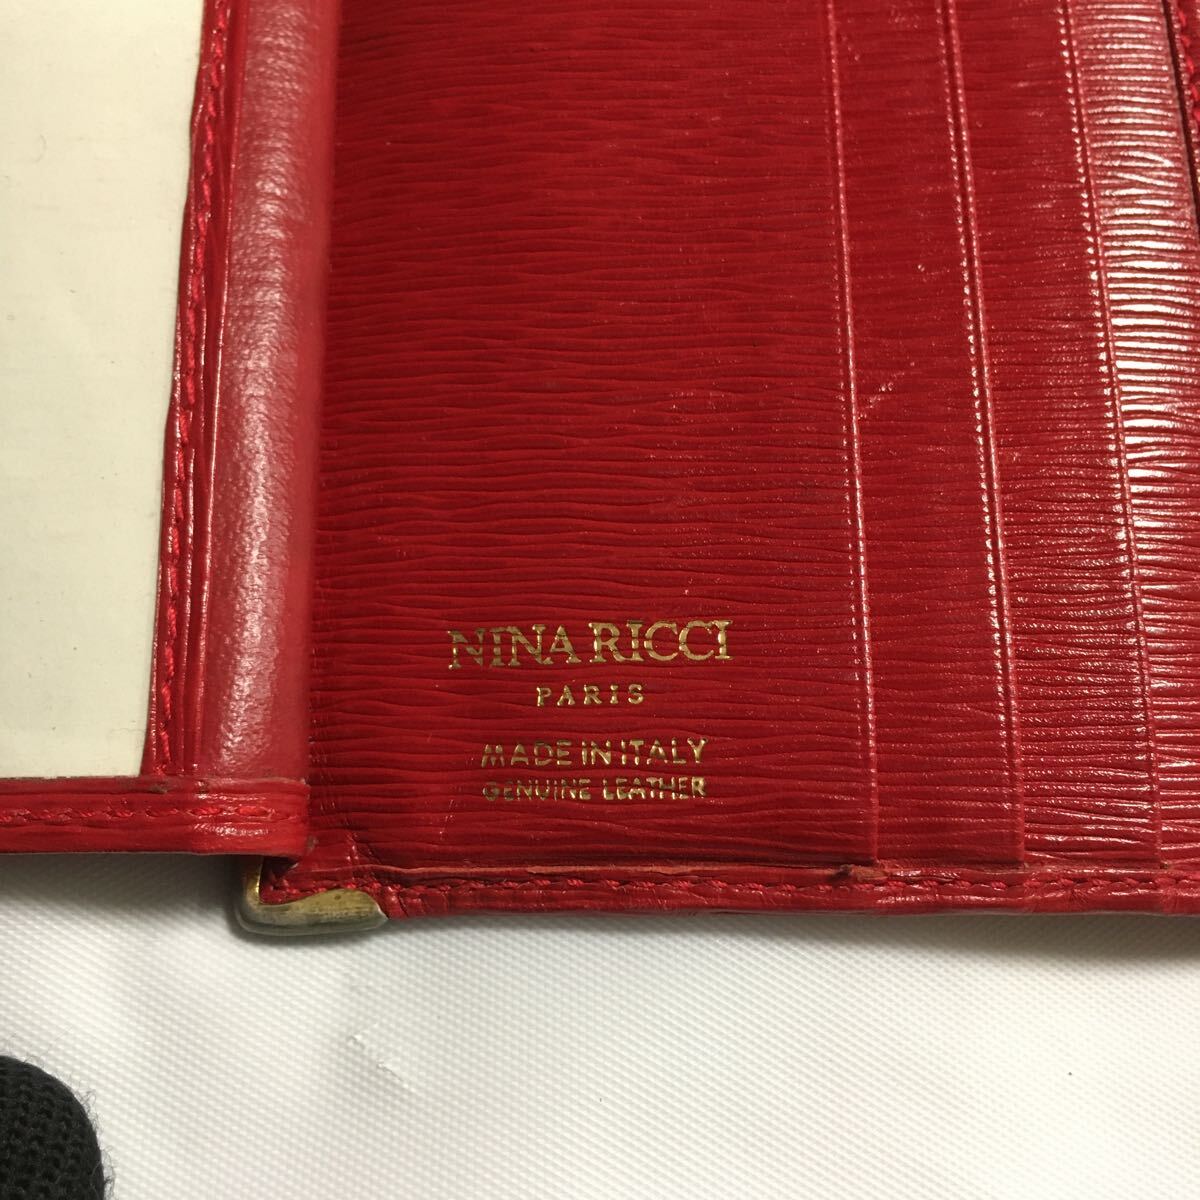 NINA RICCI
PARIS
MADE IN ITALY
GENUINE LEATHER